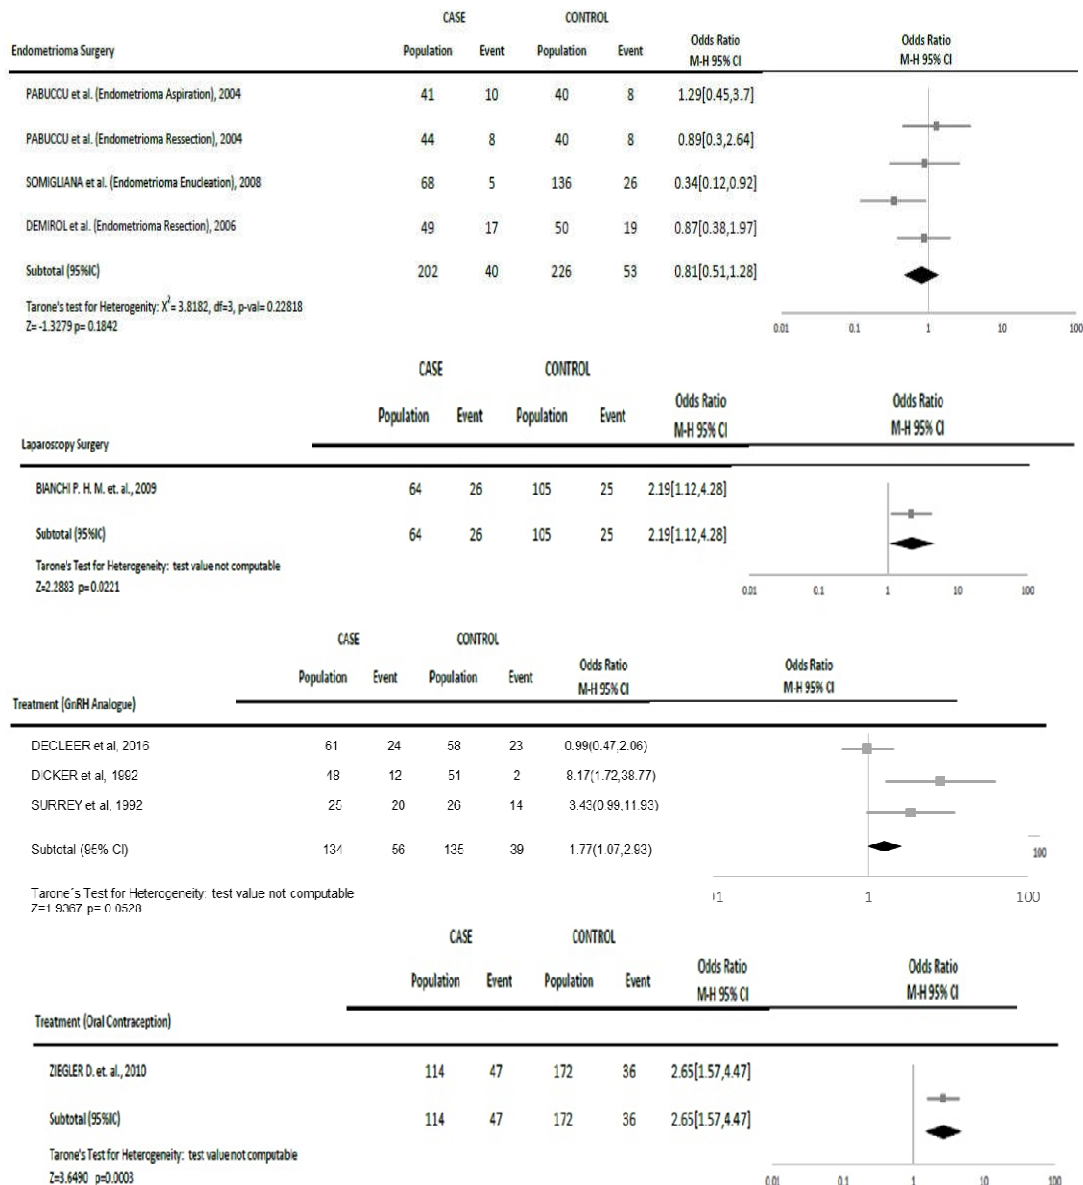 CASE CONTROL
Endometrioma Surgery Population Event Population Event Odds Ratio M-H 95% CI Odds Ratio M-H 95% CI
PABUCCU et al. (Endometrioma Aspiration), 2004 41 10 40 8 1.29[0.45,3.7]
PABUCCU et al. (Endometrioma Ressection), 2004 44 8 40 8 0.89[0.3,2.64]
SOMIGLIANA et al. (Endometrioma Enucleation), 2008 68 5 136 26 0.34[0.12,0.92]
DEMIROL et al. (Endometrioma Resection), 2006 49 17 50 19 0.87[0.38,1.97]
Subtotal (95%IC) 202 40 226 53 0.81[0.51,1.28]
Tarone's test for Heterogenity: X²= 3.8182, df=3, p-val= 0.22818
Z= -1.3279 p= 0.1842
0.01 0.1 1 10 100
CASE CONTROL
Population Event Population Event Odds Ratio M-H 95% CI Odds Ratio M-H 95% CI
Laparoscopy Surgery
BIANCHI P. H. M. et. al., 2009 64 26 105 25 2.19[1.12,4.28]
Subtotal (95%IC) 64 26 105 25 2.19[1.12,4.28]
Tarone's Test for Heterogeneity: test value not computable
Z=2.2883 p=0.0221
0.01 0.1 1 10 100
CASE CONTROL
Population Event Population Event Odds Ratio M-H 95% CI Odds Ratio M-H 95% CI
Treatment (GnRH Analogue)
DECLEER et al, 2016 61 24 58 23 0.99(0.47,2.06)
DICKER et al, 1992 48 12 51 2 8.17(1.72,38.77)
SURREY et al, 1992 25 20 26 14 3.43(0.99,11.93)
Subtotal (95% CI) 134 56 135 39 1.77(1.07,2.93)
100
Tarone´s Test for Heterogeneity: test value not computable
Z=1.9367 p= 0.0528
1 100
CASE CONTROL
Population Event Population Event Odds Ratio M-H 95% CI Odds Ratio M-H 95% CI
Treatment (Oral Contraception)
ZIEGLER D. et. al., 2010 114 47 172 36 2.65[1.57,4.47]
Subtotal (95%IC) 114 47 172 36 2.65[1.57,4.47]
Tarone's Test for Heterogeneity: test value not computable
Z=3.6490 p=0.0003
0.01 0.1 1 10 100